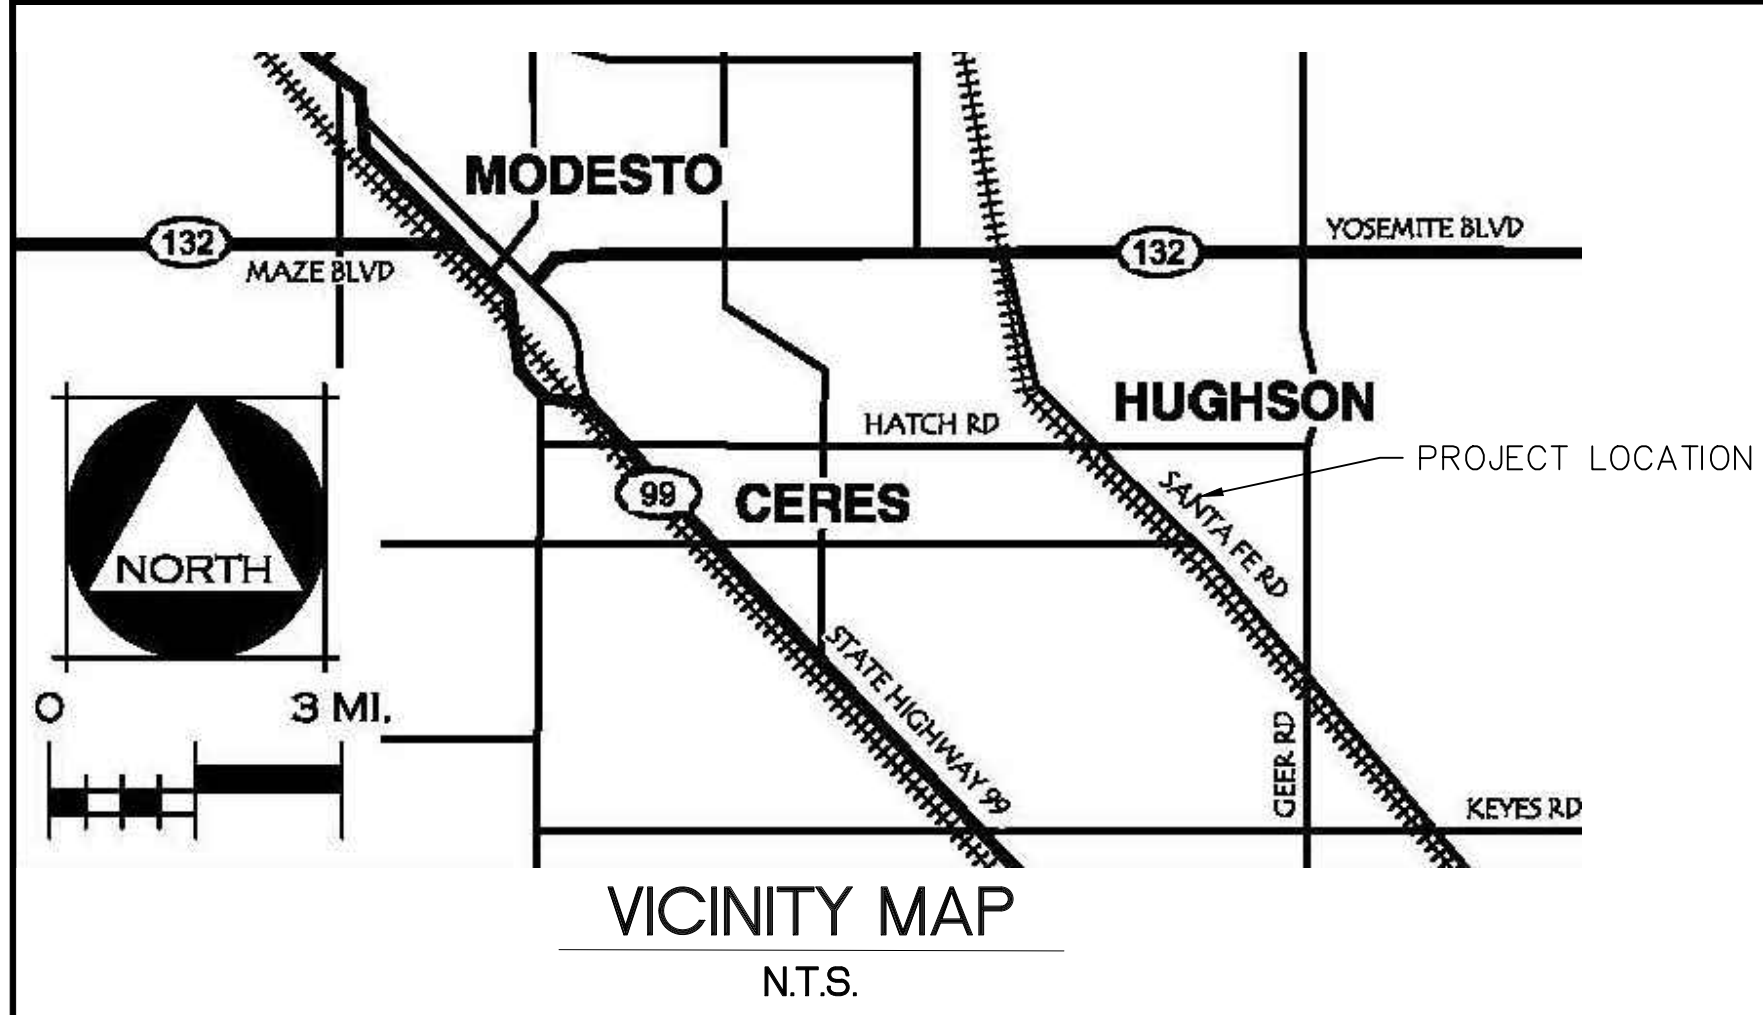 MODESTO
132
MAZE BLVD
132
YOSEMITE BLVD
HUGHSON
HATCH RD
PROJECT LOCATION
99
CERES
SANTA FE RD
NORTH
STATE HIGHWAY 99
0
3 MI.
GEER RD
KEYES RD
VICINITY MAP
N.T.S.